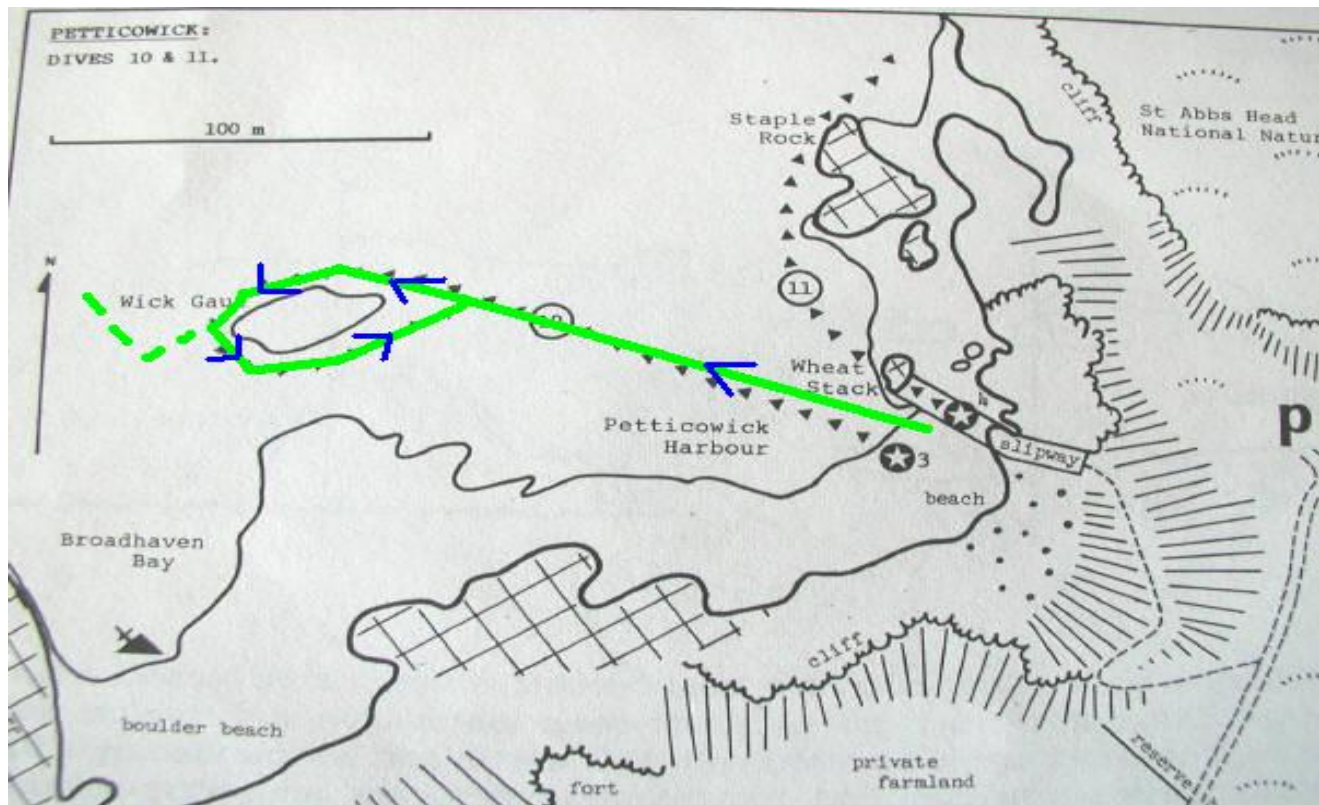 PETTICOWICK:
DIVES 10 & 11.
100 m
N
Staple
Rock
cliff
St Abbs Head
National Natur
Wick Gau
11
Wheat
Stack
4
Petticowick
Harbour
3
slipway
P
beach
Broadhaven
Bay
cliff
boulder beach
fort
private
farmland
reserve